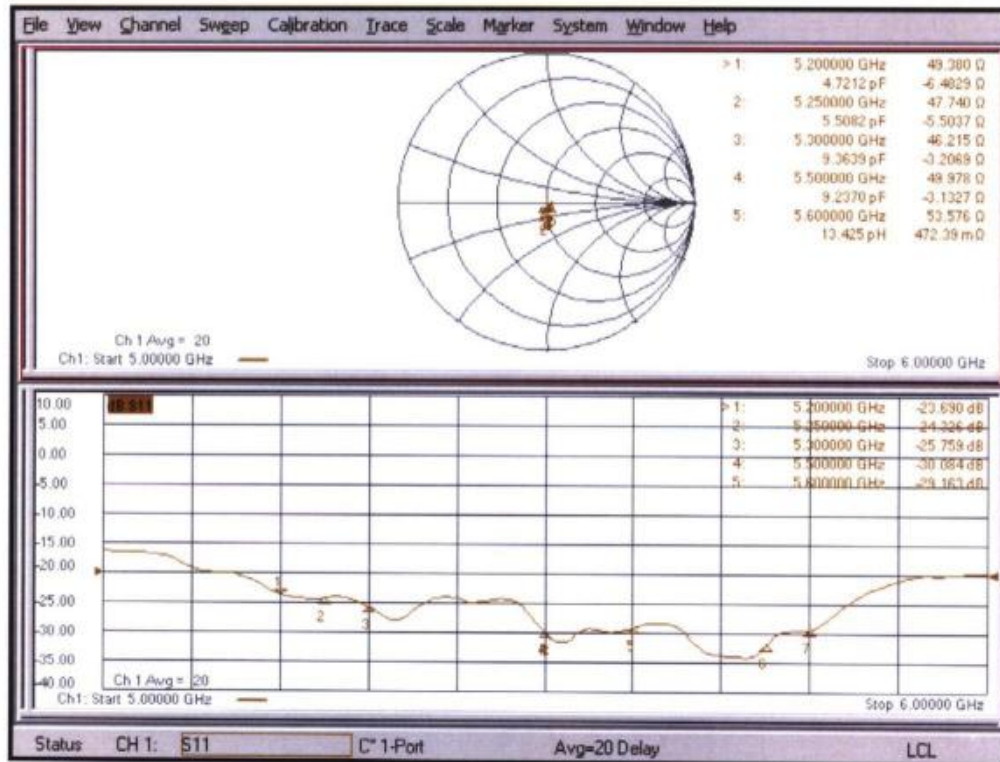 File View Channel Sweep Calibration Trace Scale Marker System Window Help
> 1: 5.200000 GHz 49.380 Ω
4.7212 pF -6.4829 Ω
2: 5.250000 GHz 47.740 Ω
5.5082 pF -5.5037 Ω
3: 5.300000 GHz 46.215 Ω
9.3639 pF -3.2069 Ω
4: 5.500000 GHz 49.978 Ω
9.2370 pF -3.1327 Ω
5: 5.600000 GHz 53.576 Ω
13.425 pH 472.39 mΩ
Ch 1 Avg = 20
Ch1: Start 5.00000 GHz
Stop 6.00000 GHz
10.00
5.00
0.00
-5.00
-10.00
-15.00
-20.00
-25.00
-30.00
-35.00
-40.00
dB S11
> 1: 5.200000 GHz -23.690 dB
2: 5.250000 GHz -24.326 dB
3: 5.300000 GHz -25.759 dB
4: 5.500000 GHz -30.084 dB
5: 5.600000 GHz -29.163 dB
1
2
3
4
5
6
7
Ch 1 Avg = 20
Ch1: Start 5.00000 GHz
Stop 6.00000 GHz
Status CH 1: S11 C* 1-Port Avg=20 Delay LCL